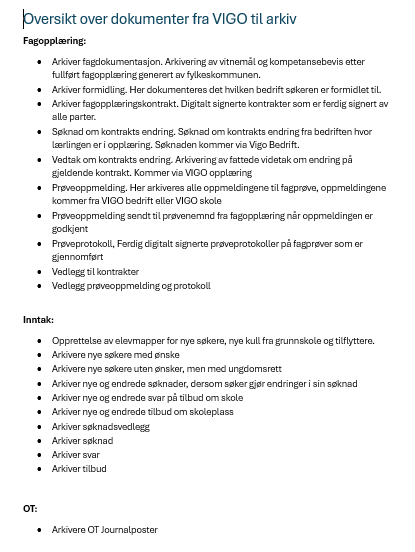 Oversikt over dokumenter fra VIGO til arkiv
Fagopplæring:
• Arkiver fagdokumentasjon. Arkivering av vitnemål og kompetansebevis etter
fullført fagopplæring generert av fylkeskommunen.
• Arkiver formidling. Her dokumenteres det hvilken bedrift søkeren er formidlet til.
• Arkiver fagopplæringskontrakt. Digitalt signerte kontrakter som er ferdig signert av
alle parter.
• Søknad om kontrakts endring. Søknad om kontrakts endring fra bedriften hvor
lærlingen er i opplæring. Søknaden kommer via Vigo Bedrift.
• Vedtak om kontrakts endring. Arkivering av fattede videtak om endring på
gjeldende kontrakt. Kommer via VIGO opplæring
• Prøveoppmelding. Her arkiveres alle oppmeldingene til fagprøve, oppmeldingene
kommer fra VIGO bedrift eller VIGO skole
• Prøveoppmelding sendt til prøvenemnd fra fagopplæring når oppmeldingen er
godkjent
• Prøveprotokoll, Ferdig digitalt signerte prøveprotokoller på fagprøver som er
gjennomført
• Vedlegg til kontrakter
• Vedlegg prøveoppmelding og protokoll
Inntak:
• Opprettelse av elevmapper for nye søkere, nye kull fra grunnskole og tilflyttere.
• Arkivere nye søkere med ønske
• Arkivere nye søkere uten ønsker, men med ungdomsrett
• Arkiver nye og endrede søknader, dersom søker gjør endringer i sin søknad
• Arkiver nye og endrede svar på tilbud om skole
• Arkiver nye og endrede tilbud om skoleplass
• Arkiver søknadsvedlegg
• Arkiver søknad
• Arkiver svar
• Arkiver tilbud
OT:
• Arkivere OT Journalposter